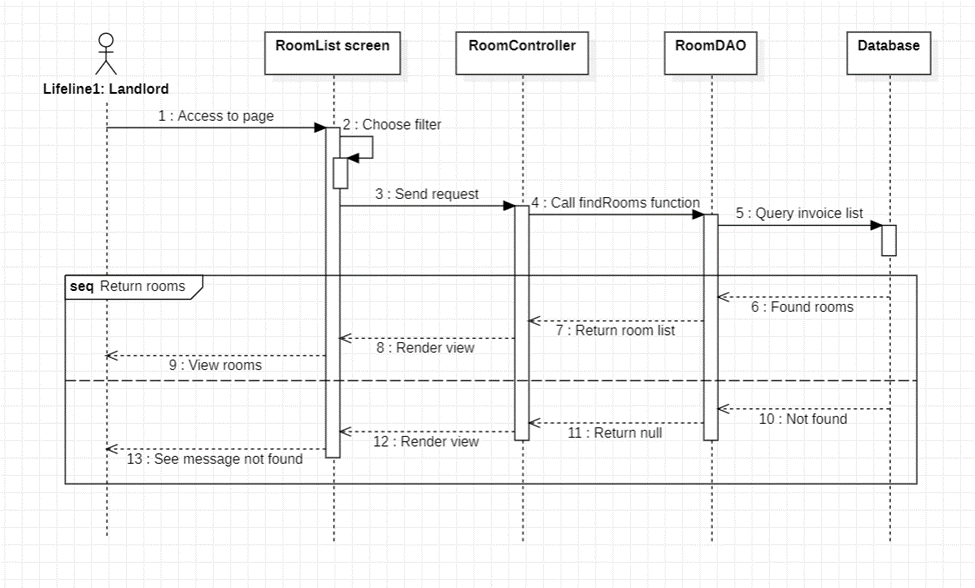 RoomList screen
RoomController
RoomDAO
Database
Lifeline1: Landlord
1 : Access to page
2 : Choose filter
3 : Send request
4 : Call findRooms function
5 : Query invoice list
seq Return rooms
6 : Found rooms
7 : Return room list
8 : Render view
9 : View rooms
10 : Not found
11 : Return null
12 : Render view
13 : See message not found